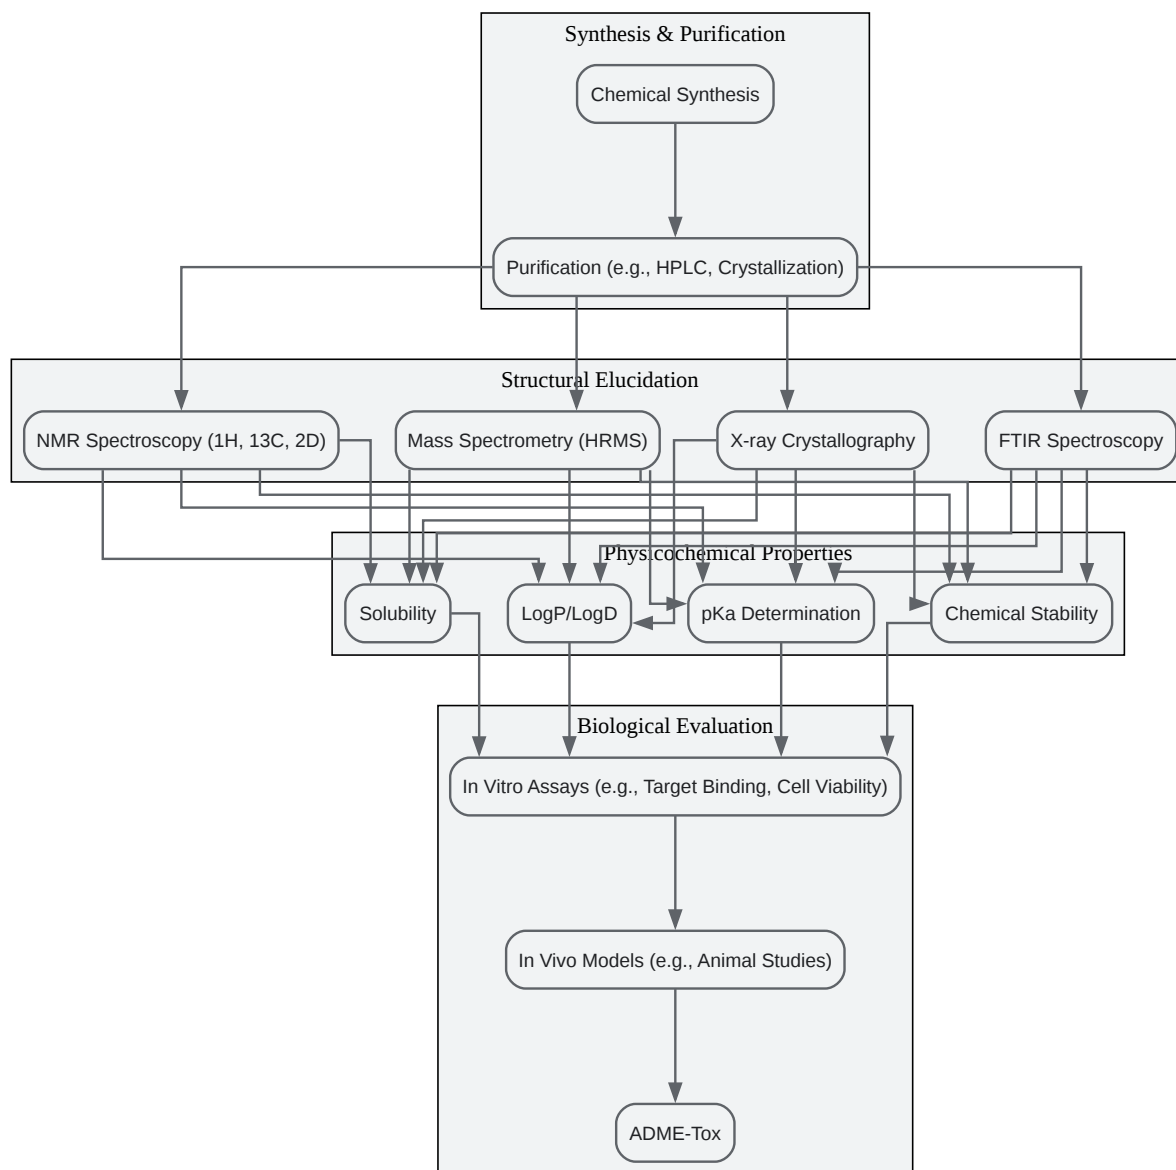 Synthesis & Purification
Chemical Synthesis
Purification (e.g., HPLC, Crystallization)
Structural Elucidation
NMR Spectroscopy (1H, 13C, 2D)
Mass Spectrometry (HRMS)
X-ray Crystallography
FTIR Spectroscopy
Physicochemical Properties
Solubility
LogP/LogD
pKa Determination
Chemical Stability
Biological Evaluation
In Vitro Assays (e.g., Target Binding, Cell Viability)
In Vivo Models (e.g., Animal Studies)
ADME-Tox